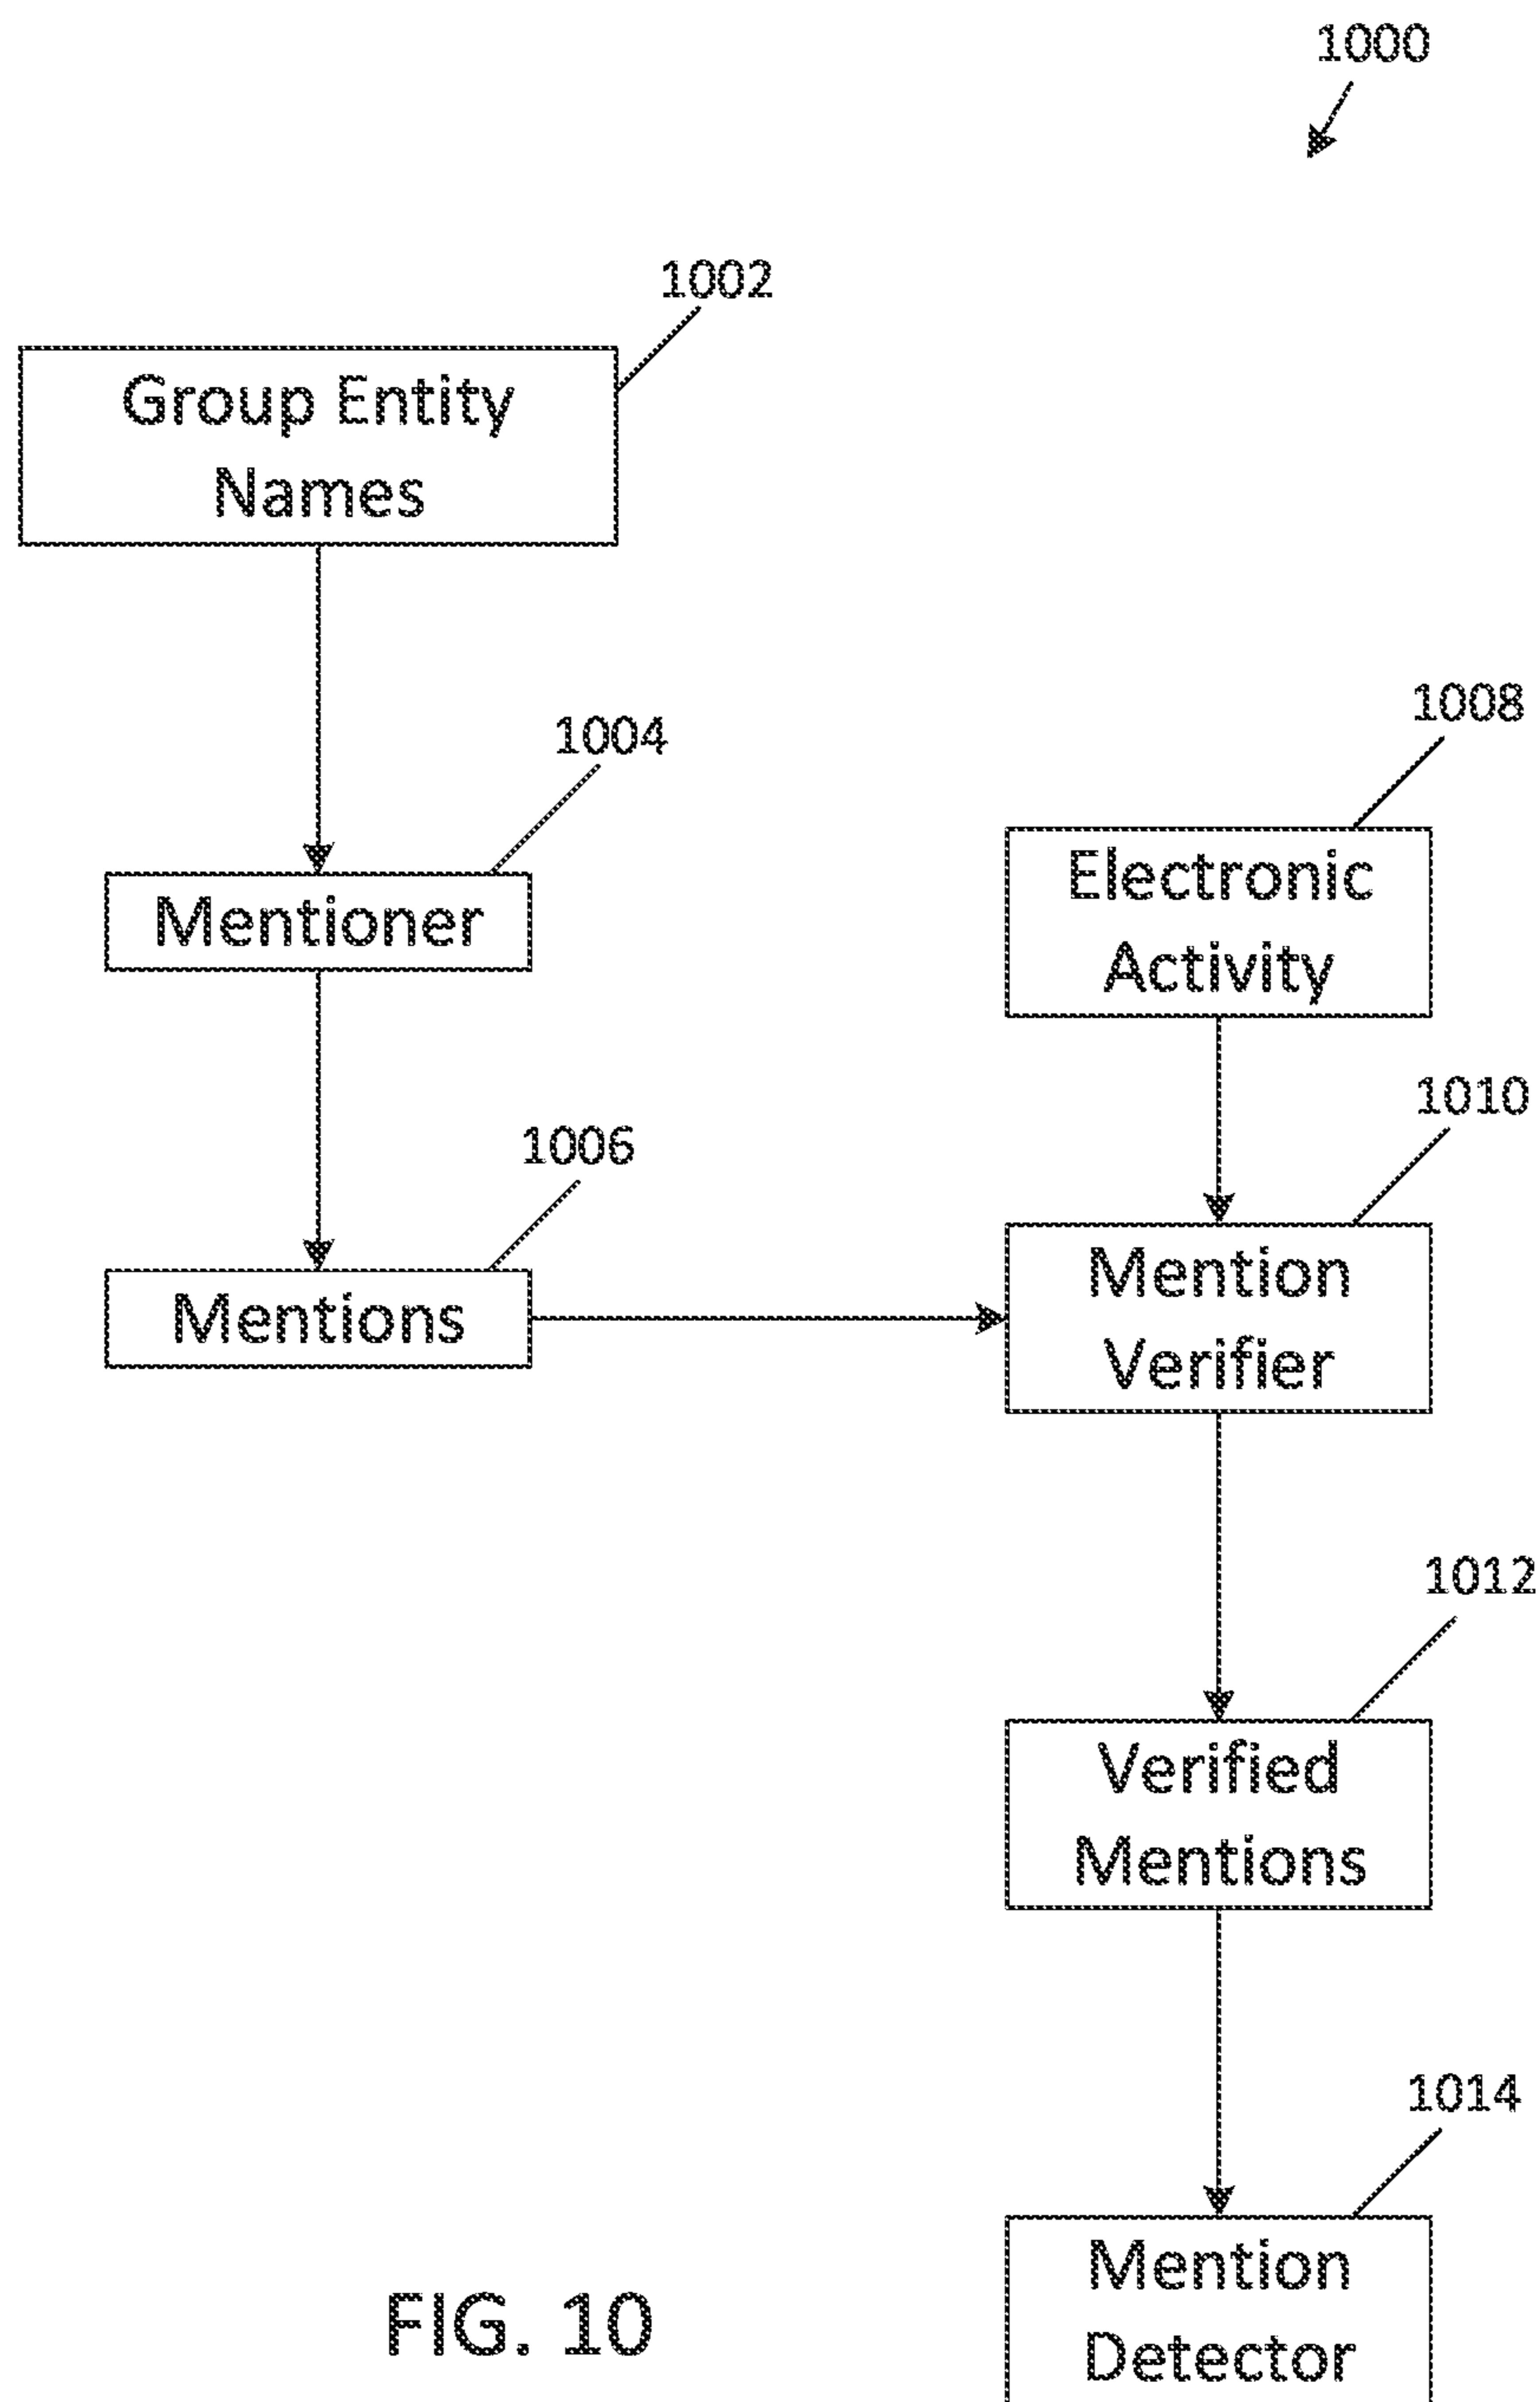 1000
1002
Group Entity
Names
1004
Mentioner
1006
Mentions
1008
Electronic
Activity
1010
Mention
Verifier
1012
Verified
Mentions
1014
Mention
Detector
FIG. 10